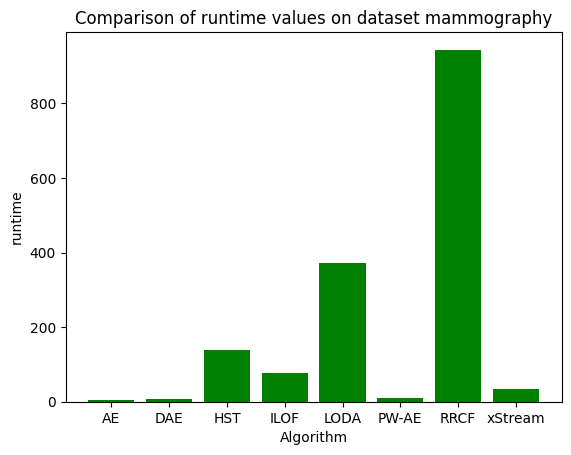 Comparison of runtime values on dataset mammography
runtime
800
600
400
200
0
AE DAE HST ILOF LODA PW-AE RRCF xStream
Algorithm